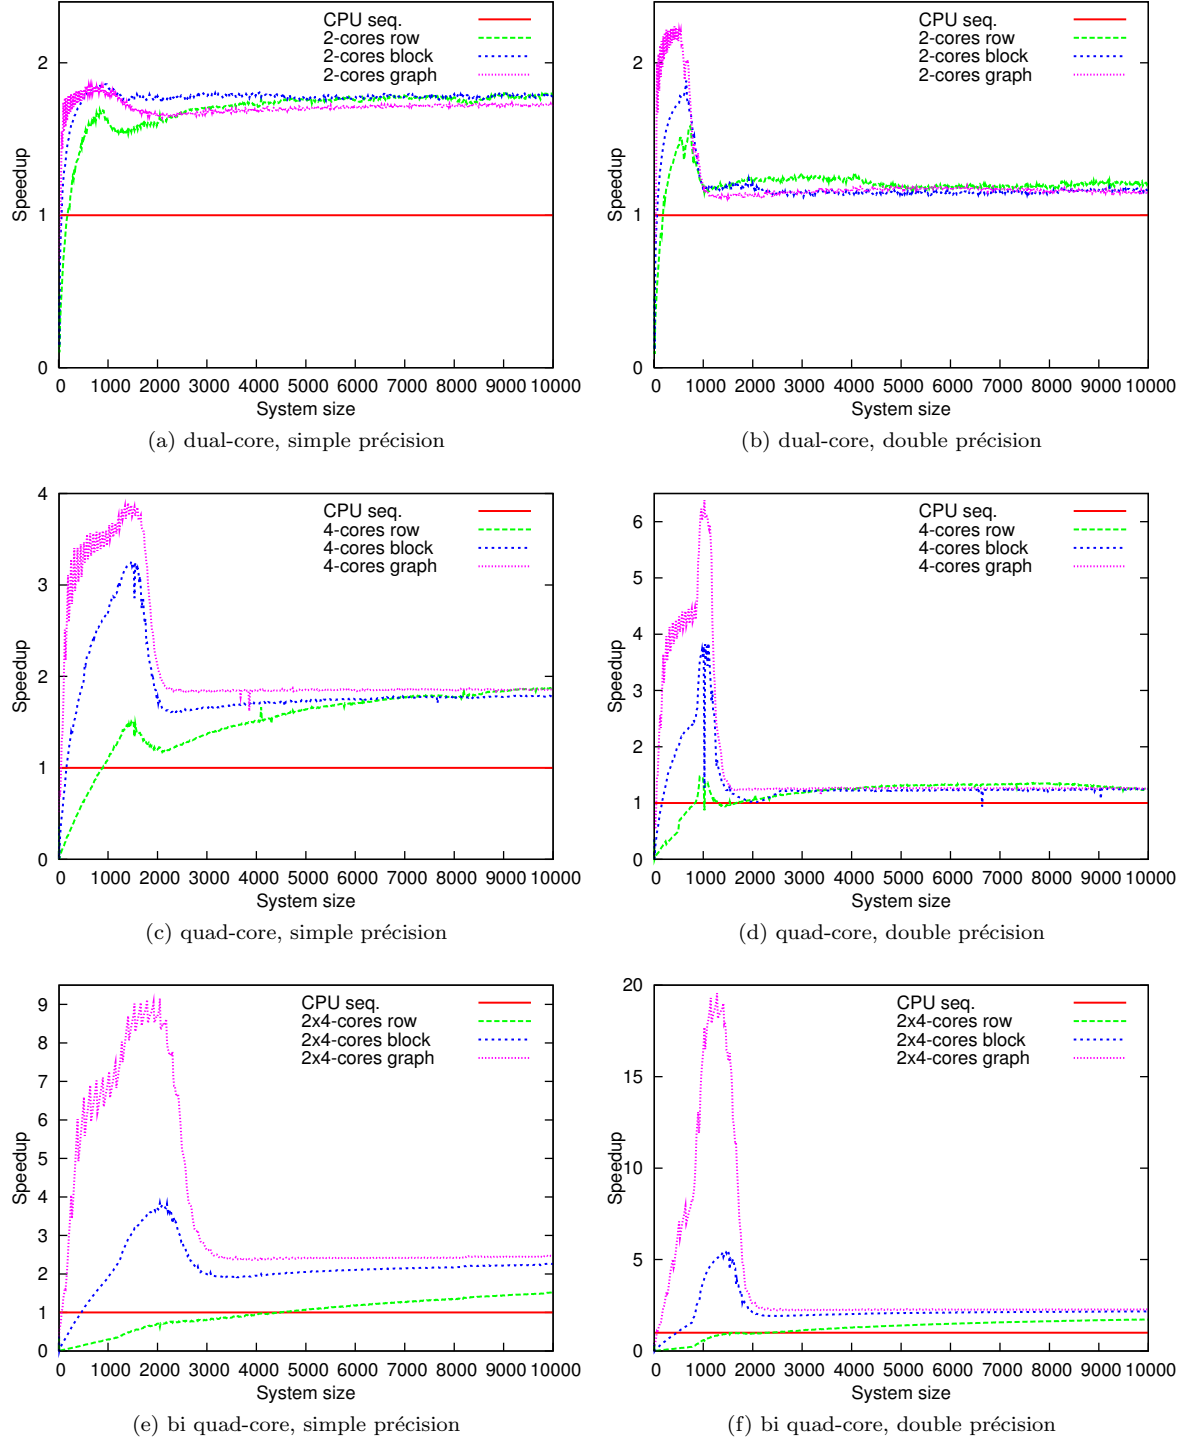 CPU seq.
2-cores row
2-cores block
2-cores graph
2
1
0
Speedup
0 1000 2000 3000 4000 5000 6000 7000 8000 9000 10000
System size
(a) dual-core, simple précision
CPU seq.
2-cores row
2-cores block
2-cores graph
2
1
0
Speedup
0 1000 2000 3000 4000 5000 6000 7000 8000 9000 10000
System size
(b) dual-core, double précision
CPU seq.
4-cores row
4-cores block
4-cores graph
4
3
2
1
0
Speedup
0 1000 2000 3000 4000 5000 6000 7000 8000 9000 10000
System size
(c) quad-core, simple précision
CPU seq.
4-cores row
4-cores block
4-cores graph
6
5
4
3
2
1
0
Speedup
0 1000 2000 3000 4000 5000 6000 7000 8000 9000 10000
System size
(d) quad-core, double précision
CPU seq.
2x4-cores row
2x4-cores block
2x4-cores graph
9
8
7
6
5
4
3
2
1
0
Speedup
0 1000 2000 3000 4000 5000 6000 7000 8000 9000 10000
System size
(e) bi quad-core, simple précision
CPU seq.
2x4-cores row
2x4-cores block
2x4-cores graph
20
15
10
5
0
Speedup
0 1000 2000 3000 4000 5000 6000 7000 8000 9000 10000
System size
(f) bi quad-core, double précision